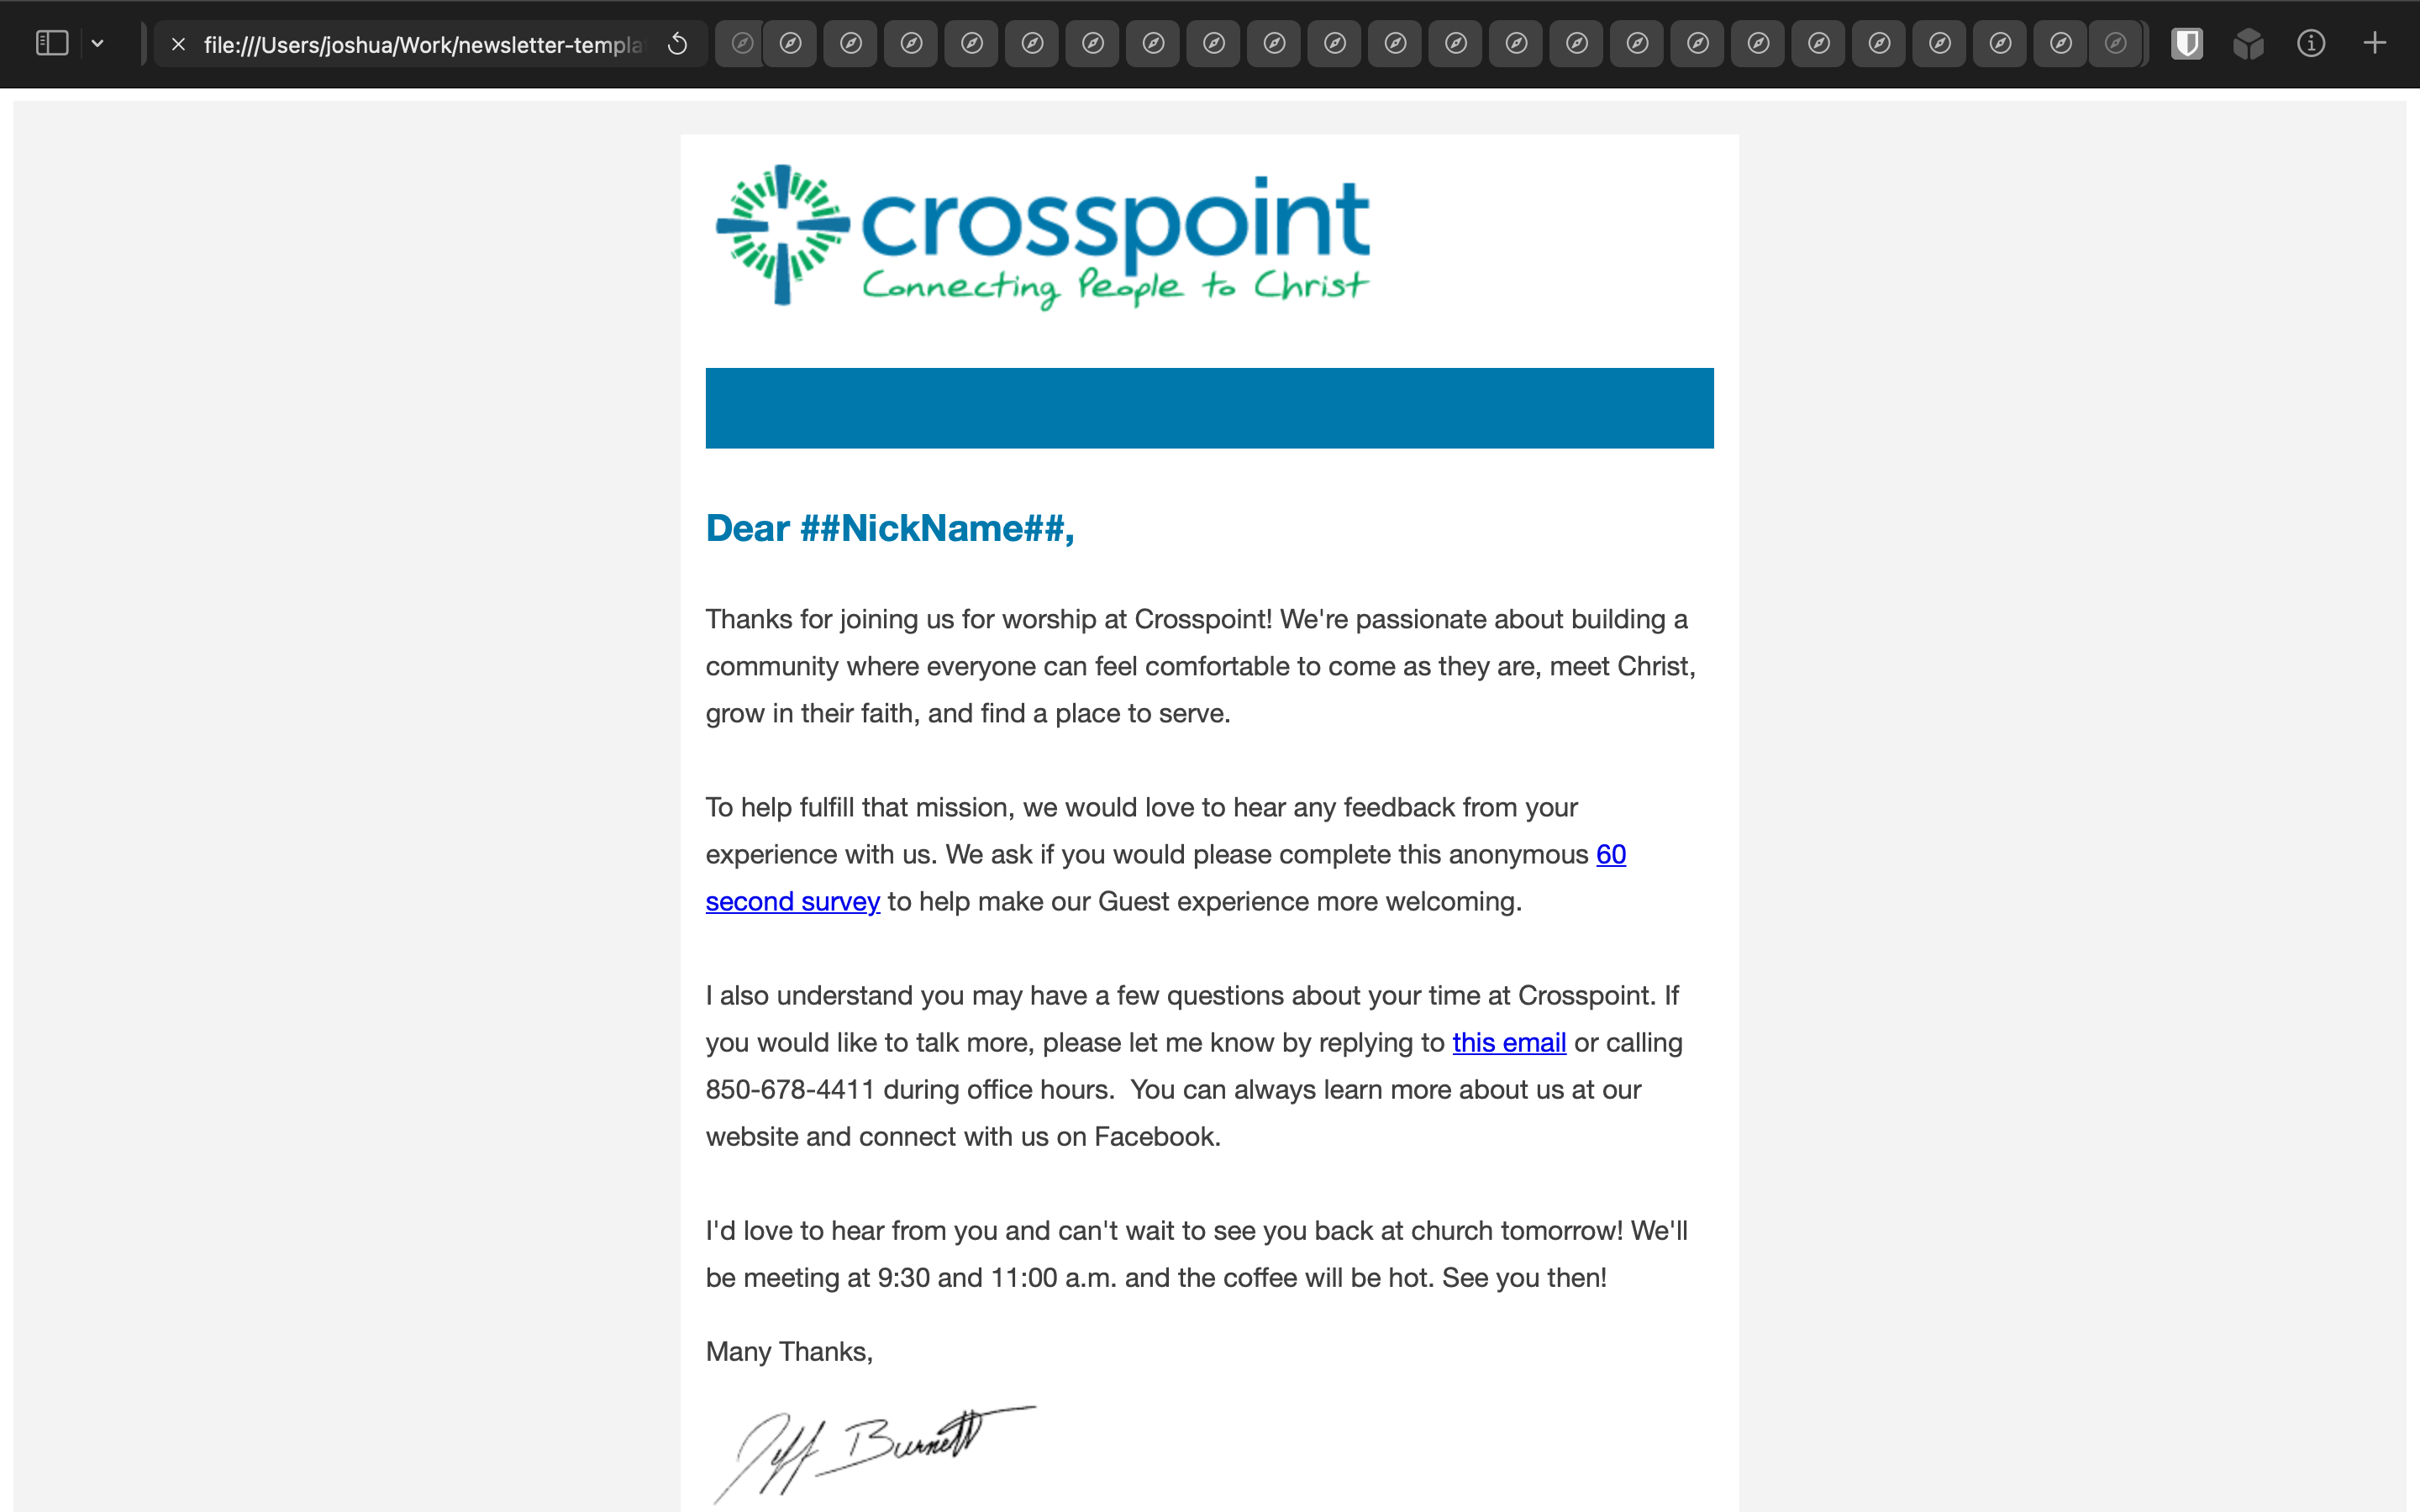 file:///Users/joshua/Work/newsletter-templa
crosspoint
Connecting People to Christ
Dear ##NickName##,
Thanks for joining us for worship at Crosspoint! We're passionate about building a
community where everyone can feel comfortable to come as they are, meet Christ,
grow in their faith, and find a place to serve.
To help fulfill that mission, we would love to hear any feedback from your
experience with us. We ask if you would please complete this anonymous 60
second survey to help make our Guest experience more welcoming.
I also understand you may have a few questions about your time at Crosspoint. If
you would like to talk more, please let me know by replying to this email or calling
850-678-4411 during office hours.  You can always learn more about us at our
website and connect with us on Facebook.
I'd love to hear from you and can't wait to see you back at church tomorrow! We'll
be meeting at 9:30 and 11:00 a.m. and the coffee will be hot. See you then!
Many Thanks,
Jeff Burnett